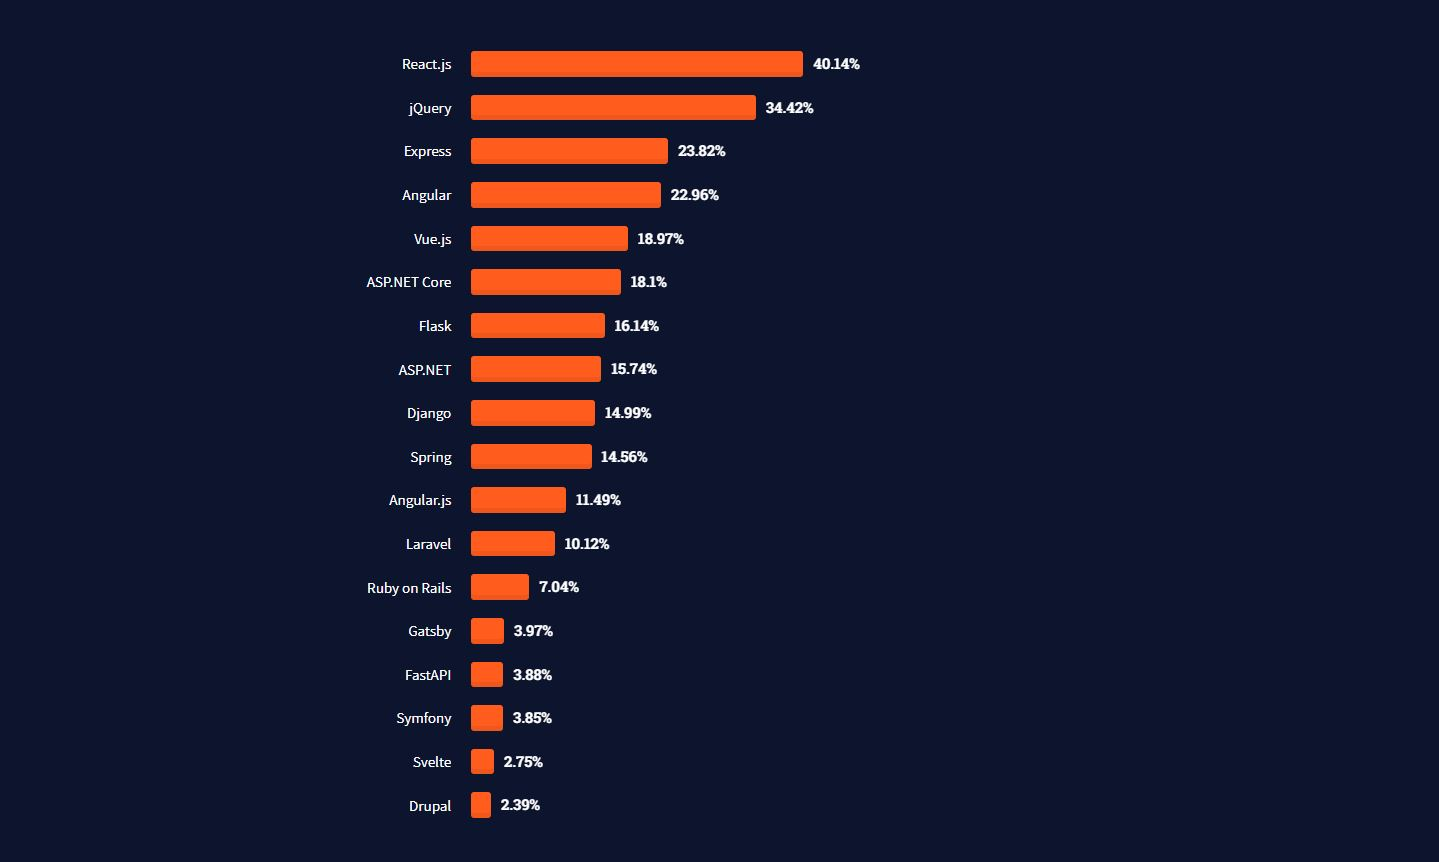 React.js 40.14%
jQuery 34.42%
Express 23.82%
Angular 22.96%
Vue.js 18.97%
ASP.NET Core 18.1%
Flask 16.14%
ASP.NET 15.74%
Django 14.99%
Spring 14.56%
Angular.js 11.49%
Laravel 10.12%
Ruby on Rails 7.04%
Gatsby 3.97%
FastAPI 3.88%
Symfony 3.85%
Svelte 2.75%
Drupal 2.39%